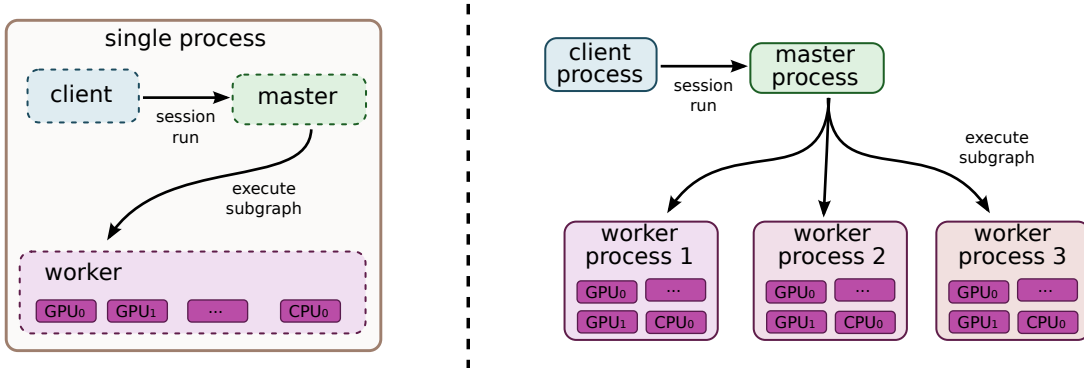 single process
client
master
session
run
execute
subgraph
worker
GPU₀
GPU₁
...
CPU₀
client
process
session
run
master
process
execute
subgraph
worker
process 1
GPU₀
...
GPU₁
CPU₀
worker
process 2
GPU₀
...
GPU₁
CPU₀
worker
process 3
GPU₀
...
GPU₁
CPU₀